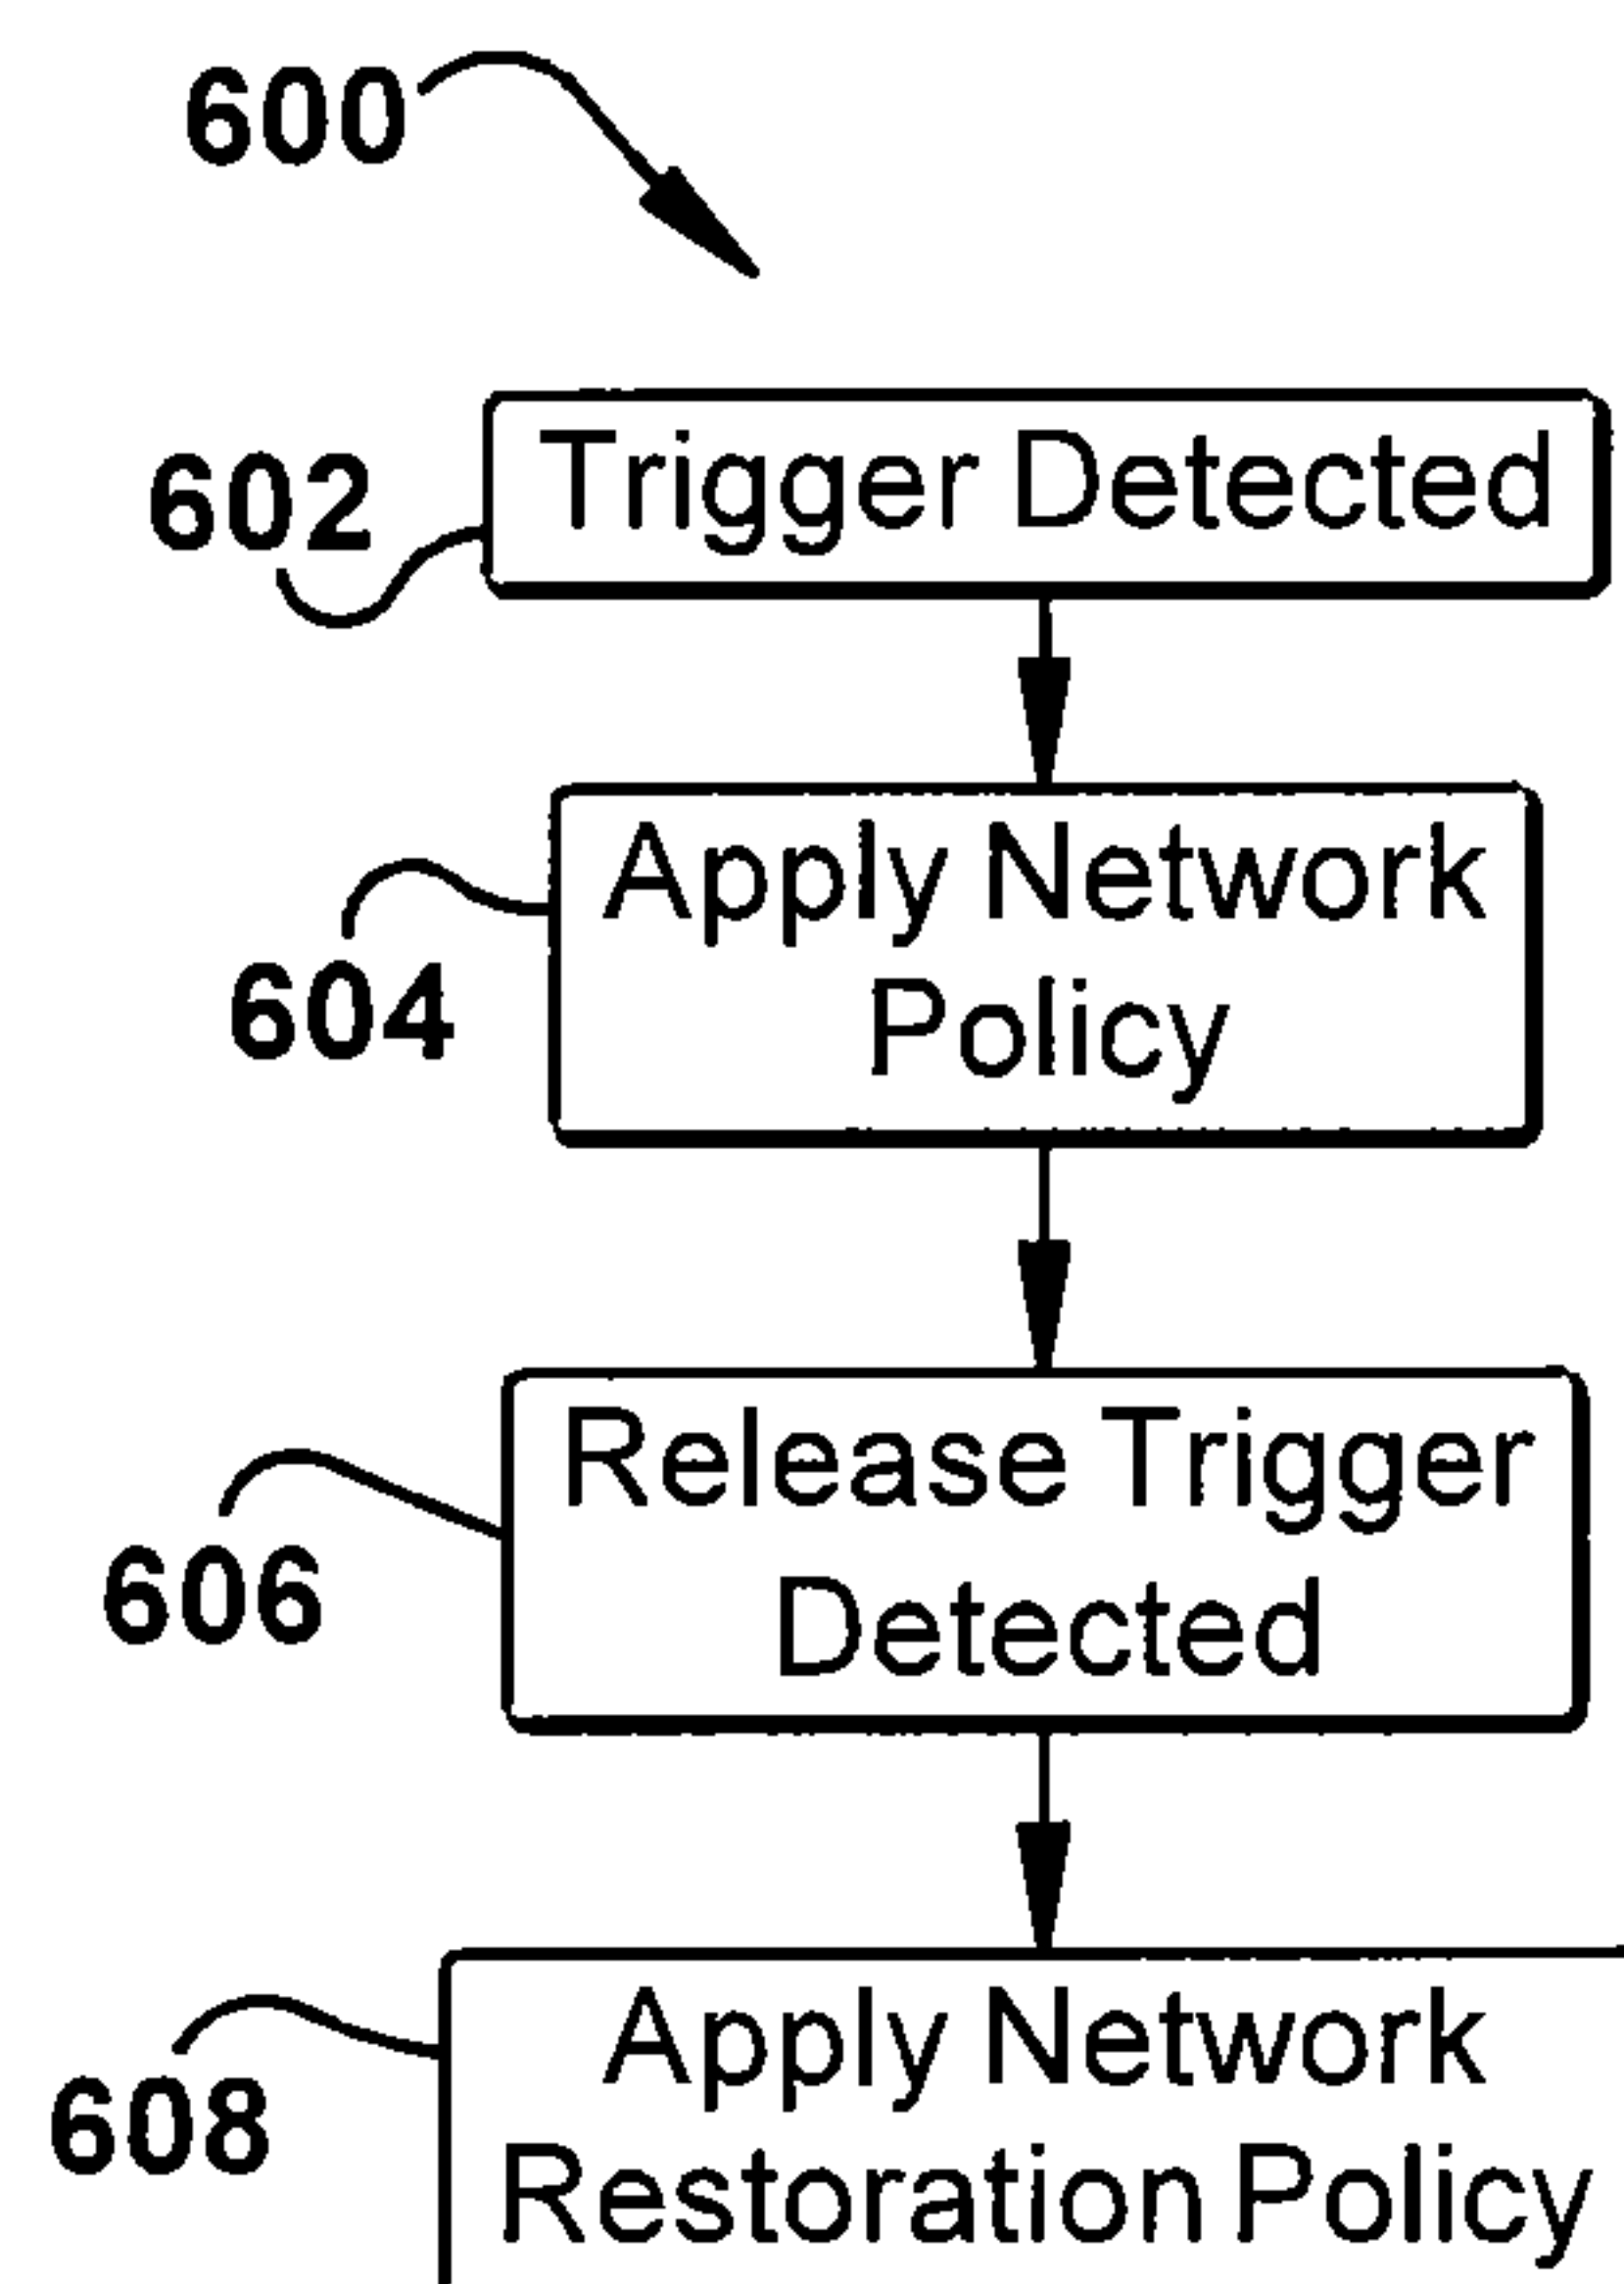 600
602
Trigger Detected
604
Apply Network
Policy
606
Release Trigger
Detected
608
Apply Network
Restoration Policy